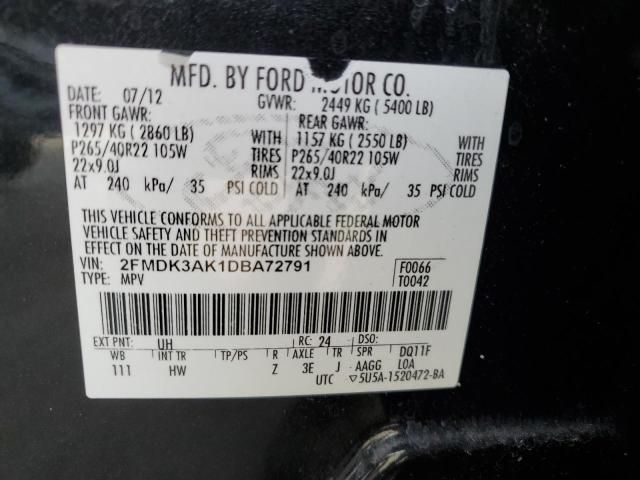 MFD. BY FORD MOTOR CO.
DATE: 07/12 GVWR: 2449 KG ( 5400 LB)
FRONT GAWR: REAR GAWR:
1297 KG ( 2860 LB) WITH 1157 KG ( 2550 LB) WITH
P265/40R22 105W TIRES P265/40R22 105W TIRES
22x9.0J RIMS 22x9.0J RIMS
AT 240 kPa/ 35 PSI COLD AT 240 kPa/ 35 PSI COLD
THIS VEHICLE CONFORMS TO ALL APPLICABLE FEDERAL MOTOR
VEHICLE SAFETY AND THEFT PREVENTION STANDARDS IN
EFFECT ON THE DATE OF MANUFACTURE SHOWN ABOVE.
VIN: 2FMDK3AK1DBA72791 F0066
TYPE: MPV T0042
EXT PNT: UH RC: 24 DSO:
WB INT TR TP/PS R AXLE TR SPR DQ11F
111 HW Z 3E J AAGG LOA
UTC ▽5U5A-1520472-BA